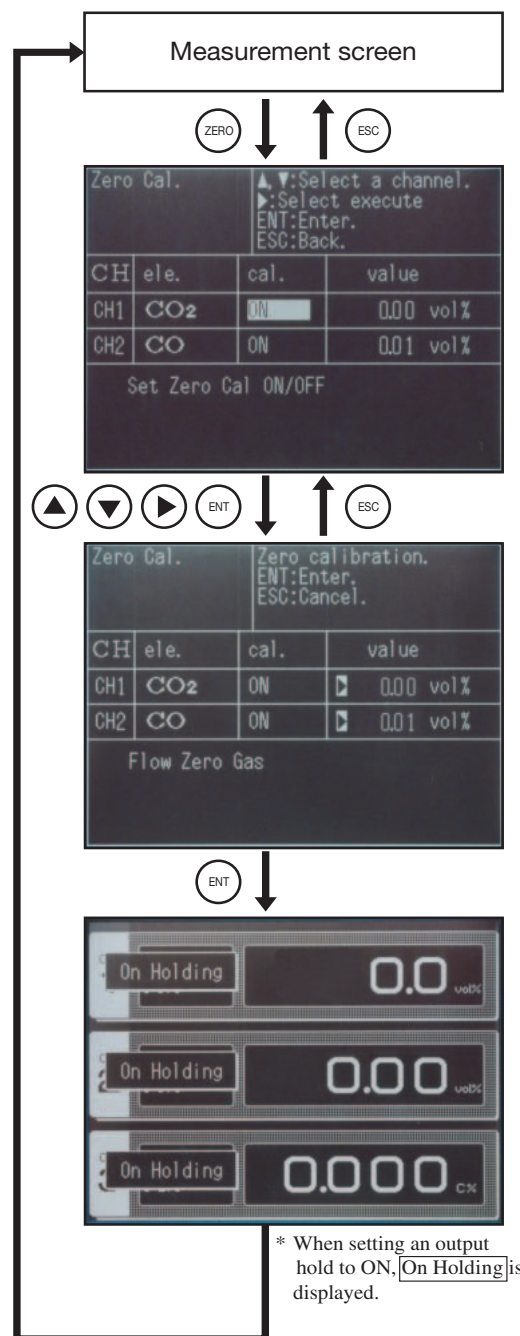 Measurement screen
ZERO
ESC
Zero Cal.
▲,▼:Select a channel.
▶:Select execute
ENT:Enter.
ESC:Back.
CH ele. cal. value
CH1 CO2 ON 0.00 vol%
CH2 CO ON 0.01 vol%
Set Zero Cal ON/OFF
ENT
ESC
Zero Cal.
Zero calibration.
ENT:Enter.
ESC:Cancel.
CH ele. cal. value
CH1 CO2 ON 0.00 vol%
CH2 CO ON 0.01 vol%
Flow Zero Gas
ENT
On Holding 0.0 vol%
On Holding 0.00 vol%
On Holding 0.000 C%
* When setting an output
hold to ON, On Holding is
displayed.